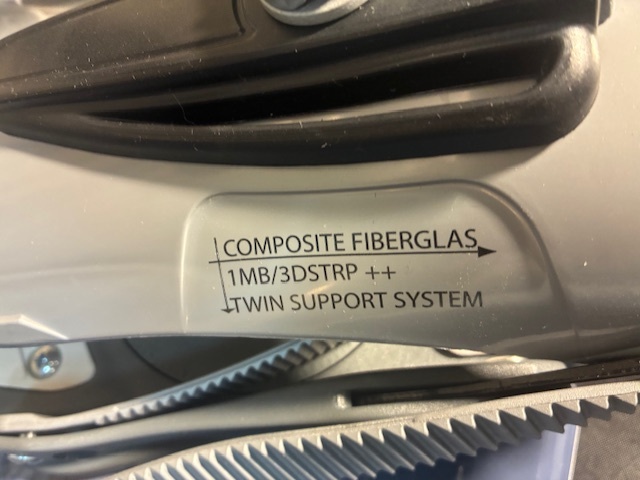 COMPOSITE FIBERGLAS
1MB/3DSTRP ++
TWIN SUPPORT SYSTEM